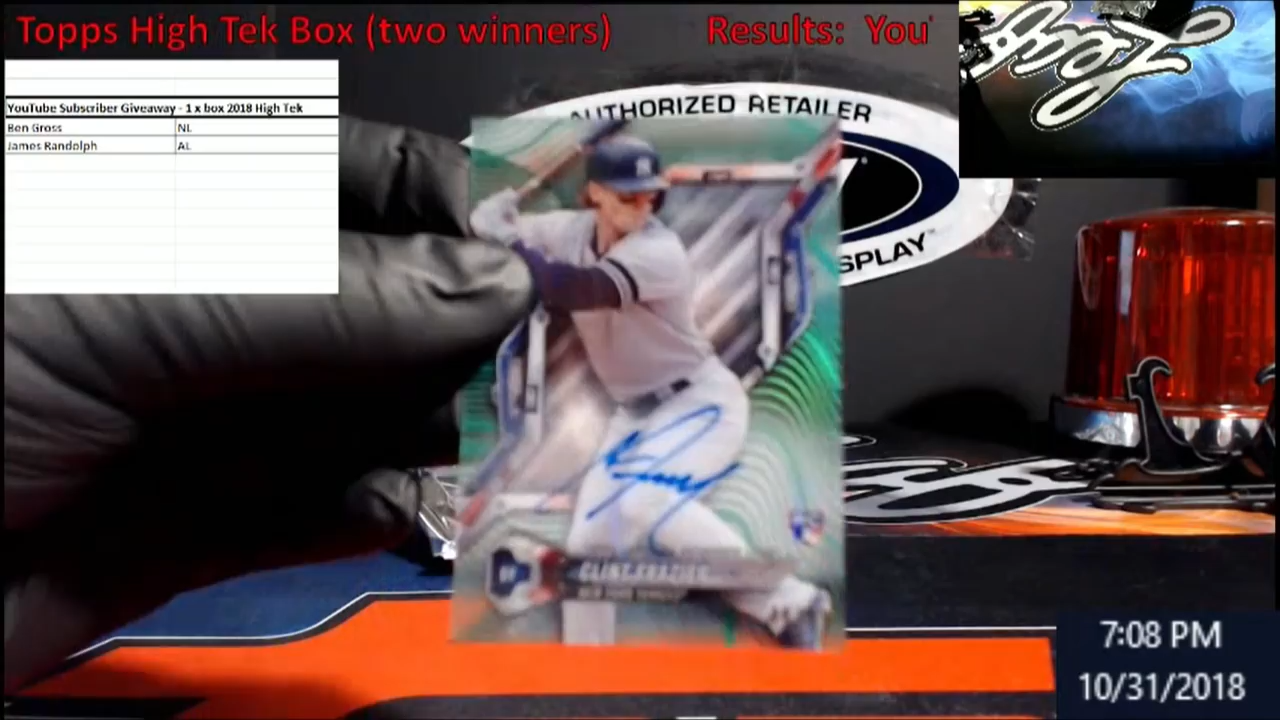 Topps High Tek Box (two winners) Results: You
YouTube Subscriber Giveaway - 1 x box 2018 High Tek
Ben Gross NL
James Randolph AL
AUTHORIZED RETAILER
SPLAY
Leaf
CLINT FRAZIER
NEW YORK YANKEES
7:08 PM
10/31/2018